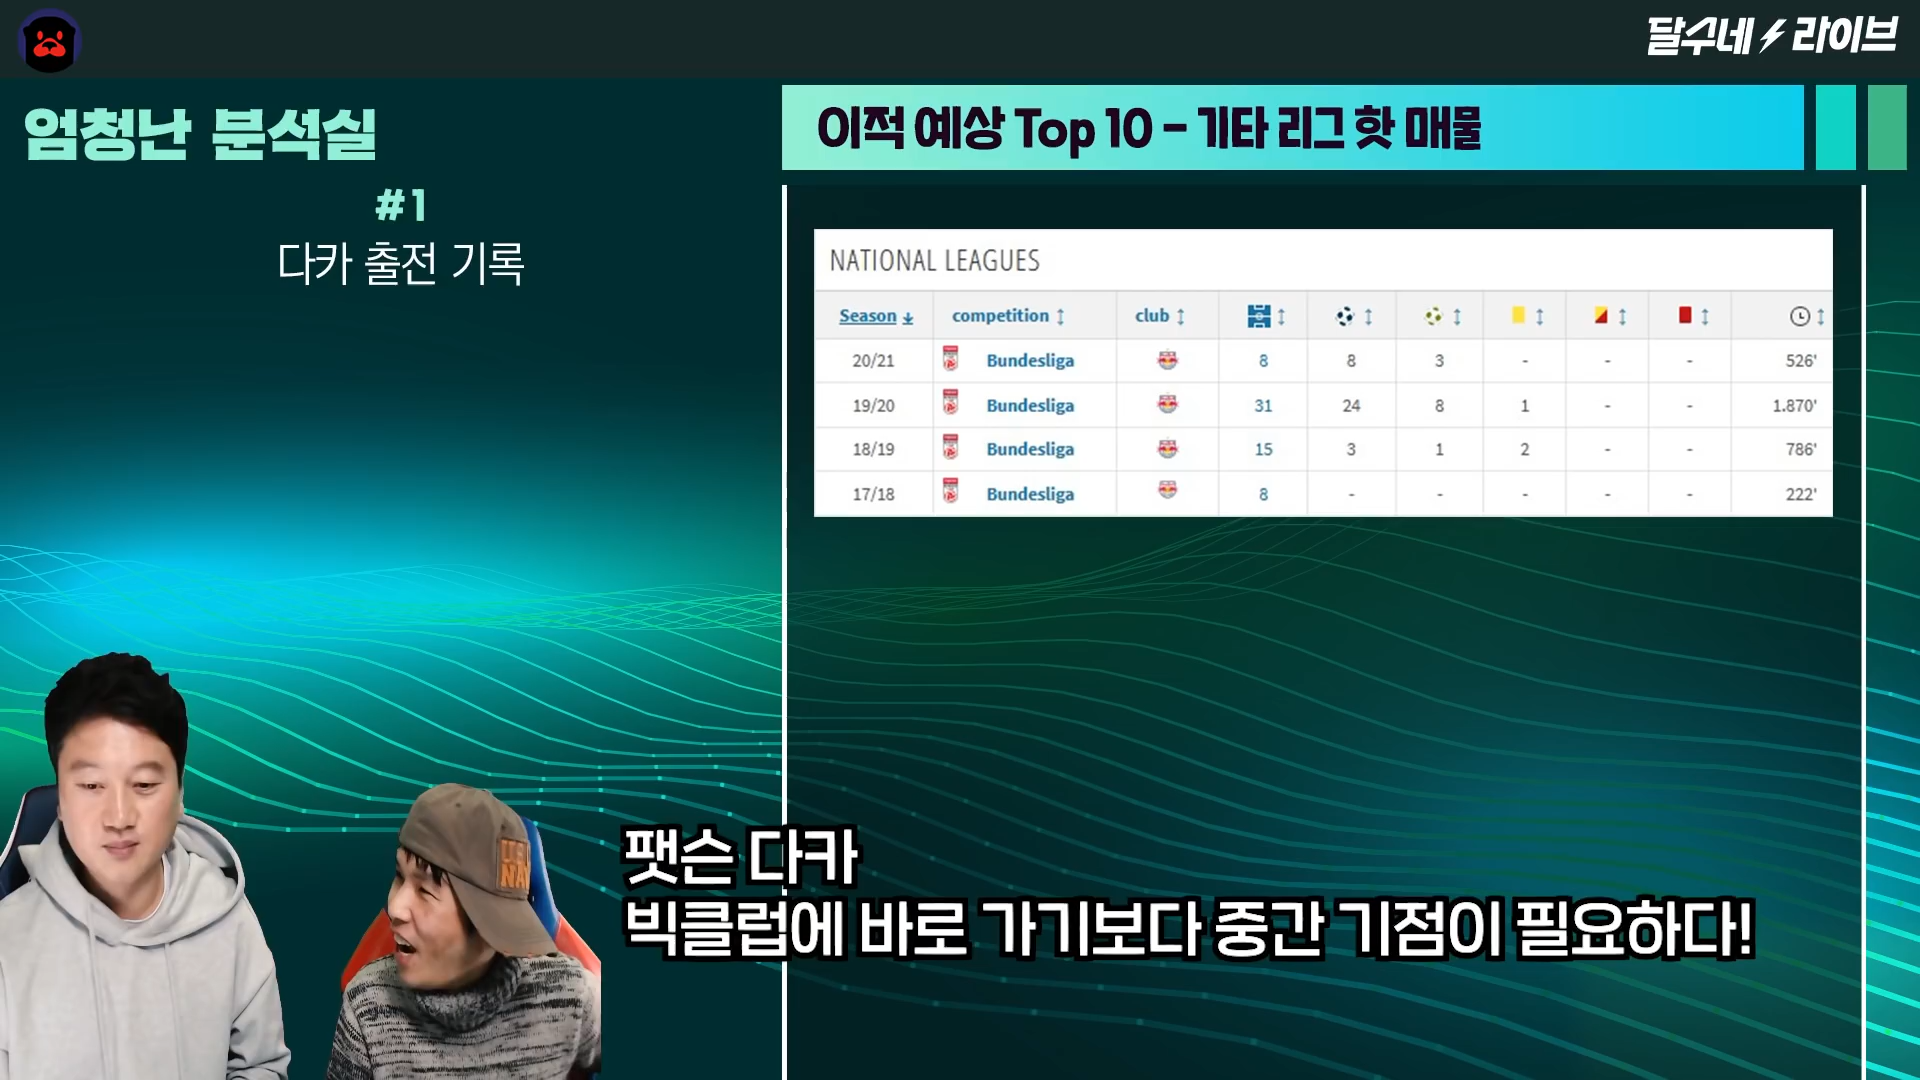 달수네 라이브
엄청난 분석실
#1
다카 출전 기록
이적 예상 Top 10 - 기타 리그 핫 매물
NATIONAL LEAGUES
Season competition club
20/21 Bundesliga 8 8 3 - - - 526'
19/20 Bundesliga 31 24 8 1 - - 1.870'
18/19 Bundesliga 15 3 1 2 - - 786'
17/18 Bundesliga 8 - - - - - 222'
팻슨 다카
빅클럽에 바로 가기보다 중간 기점이 필요하다!